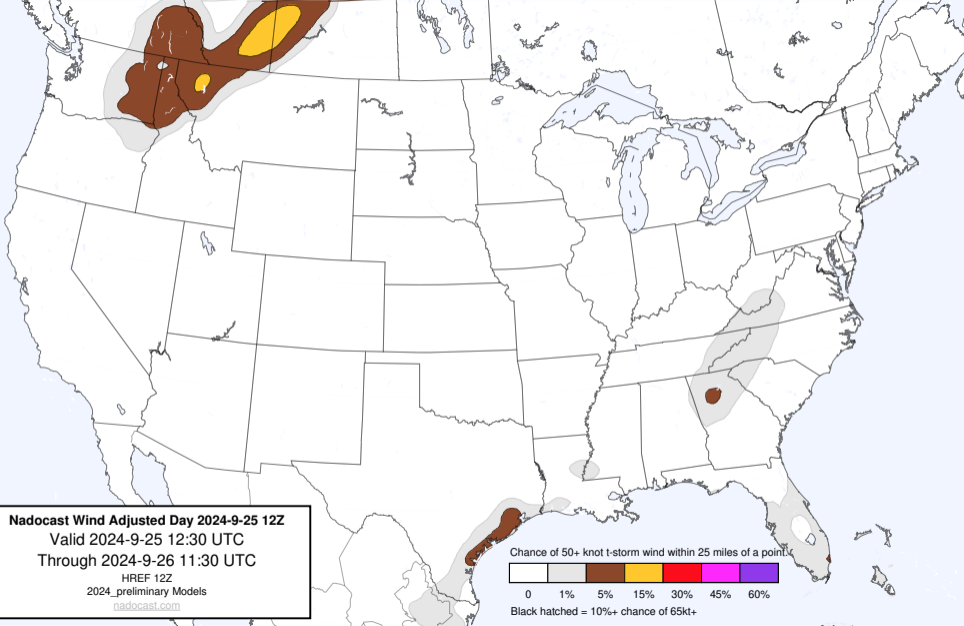 Nadocast Wind Adjusted Day 2024-9-25 12Z
Valid 2024-9-25 12:30 UTC
Through 2024-9-26 11:30 UTC
HREF 12Z
2024_preliminary Models
nadocast.com
Chance of 50+ knot t-storm wind within 25 miles of a point.
0 1% 5% 15% 30% 45% 60%
Black hatched = 10%+ chance of 65kt+